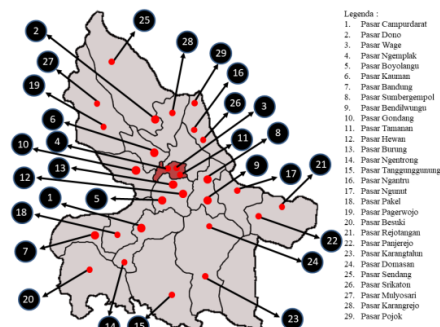 Legenda :
1. Pasar Campurdarat
2. Pasar Dono
3. Pasar Wage
4. Pasar Ngemplak
5. Pasar Boyolangu
6. Pasar Kauman
7. Pasar Bandung
8. Pasar Sumbergempol
9. Pasar Bendilwungu
10. Pasar Gondang
11. Pasar Tamanan
12. Pasar Hewan
13. Pasar Burung
14. Pasar Ngentrong
15. Pasar Tanggunggunung
16. Pasar Ngantru
17. Pasar Ngunut
18. Pasar Pakel
19. Pasar Pagerwojo
20. Pasar Besuki
21. Pasar Rejotangan
22. Pasar Panjerejo
23. Pasar Karangtalun
24. Pasar Domasan
25. Pasar Sendang
26. Pasar Srikaton
27. Pasar Mulyosari
28. Pasar Karangrejo
29. Pasar Pojok
25
2
28
29
27
16
19
26
3
6
4
11
8
10
13
9
17
21
12
5
1
18
7
22
24
20
14
15
23